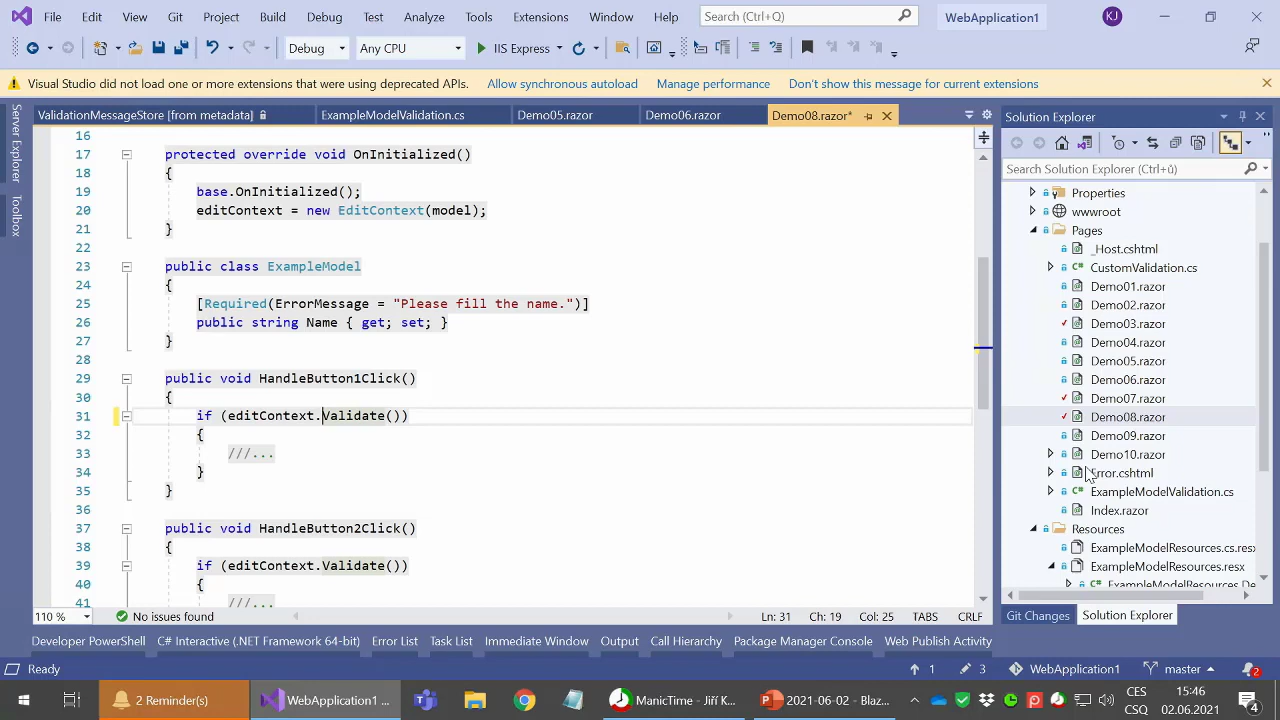 File Edit View Git Project Build Debug Test Analyze Tools Extensions Window Help Search (Ctrl+Q) WebApplication1 KJ
Debug Any CPU IIS Express
Visual Studio did not load one or more extensions that were using deprecated APIs. Allow synchronous autoload Manage performance Don't show this message for current extensions
ValidationMessageStore [from metadata] ExampleModelValidation.cs Demo05.razor Demo06.razor Demo08.razor*
Server Explorer
Toolbox
16
17 protected override void OnInitialized()
18 {
19 base.OnInitialized();
20 editContext = new EditContext(model);
21 }
22
23 public class ExampleModel
24 {
25 [Required(ErrorMessage = "Please fill the name.")]
26 public string Name { get; set; }
27 }
28
29 public void HandleButton1Click()
30 {
31 if (editContext.Validate())
32 {
33 ///...
34 }
35 }
36
37 public void HandleButton2Click()
38 {
39 if (editContext.Validate())
40 {
41 ///...
110 % No issues found Ln: 31 Ch: 19 Col: 25 TABS CRLF
Solution Explorer
Search Solution Explorer (Ctrl+ů)
Properties
wwwroot
Pages
_Host.cshtml
CustomValidation.cs
Demo01.razor
Demo02.razor
Demo03.razor
Demo04.razor
Demo05.razor
Demo06.razor
Demo07.razor
Demo08.razor
Demo09.razor
Demo10.razor
Error.cshtml
ExampleModelValidation.cs
Index.razor
Resources
ExampleModelResources.cs.resx
ExampleModelResources.resx
ExampleModelResources.De
Git Changes Solution Explorer
Developer PowerShell C# Interactive (.NET Framework 64-bit) Error List Task List Immediate Window Output Call Hierarchy Package Manager Console Web Publish Activity
Ready 1 3 WebApplication1 master 2
2 Reminder(s) WebApplication1 ... ManicTime - Jiří K... 2021-06-02 - Blaz... CES CSQ 15:46 02.06.2021 4